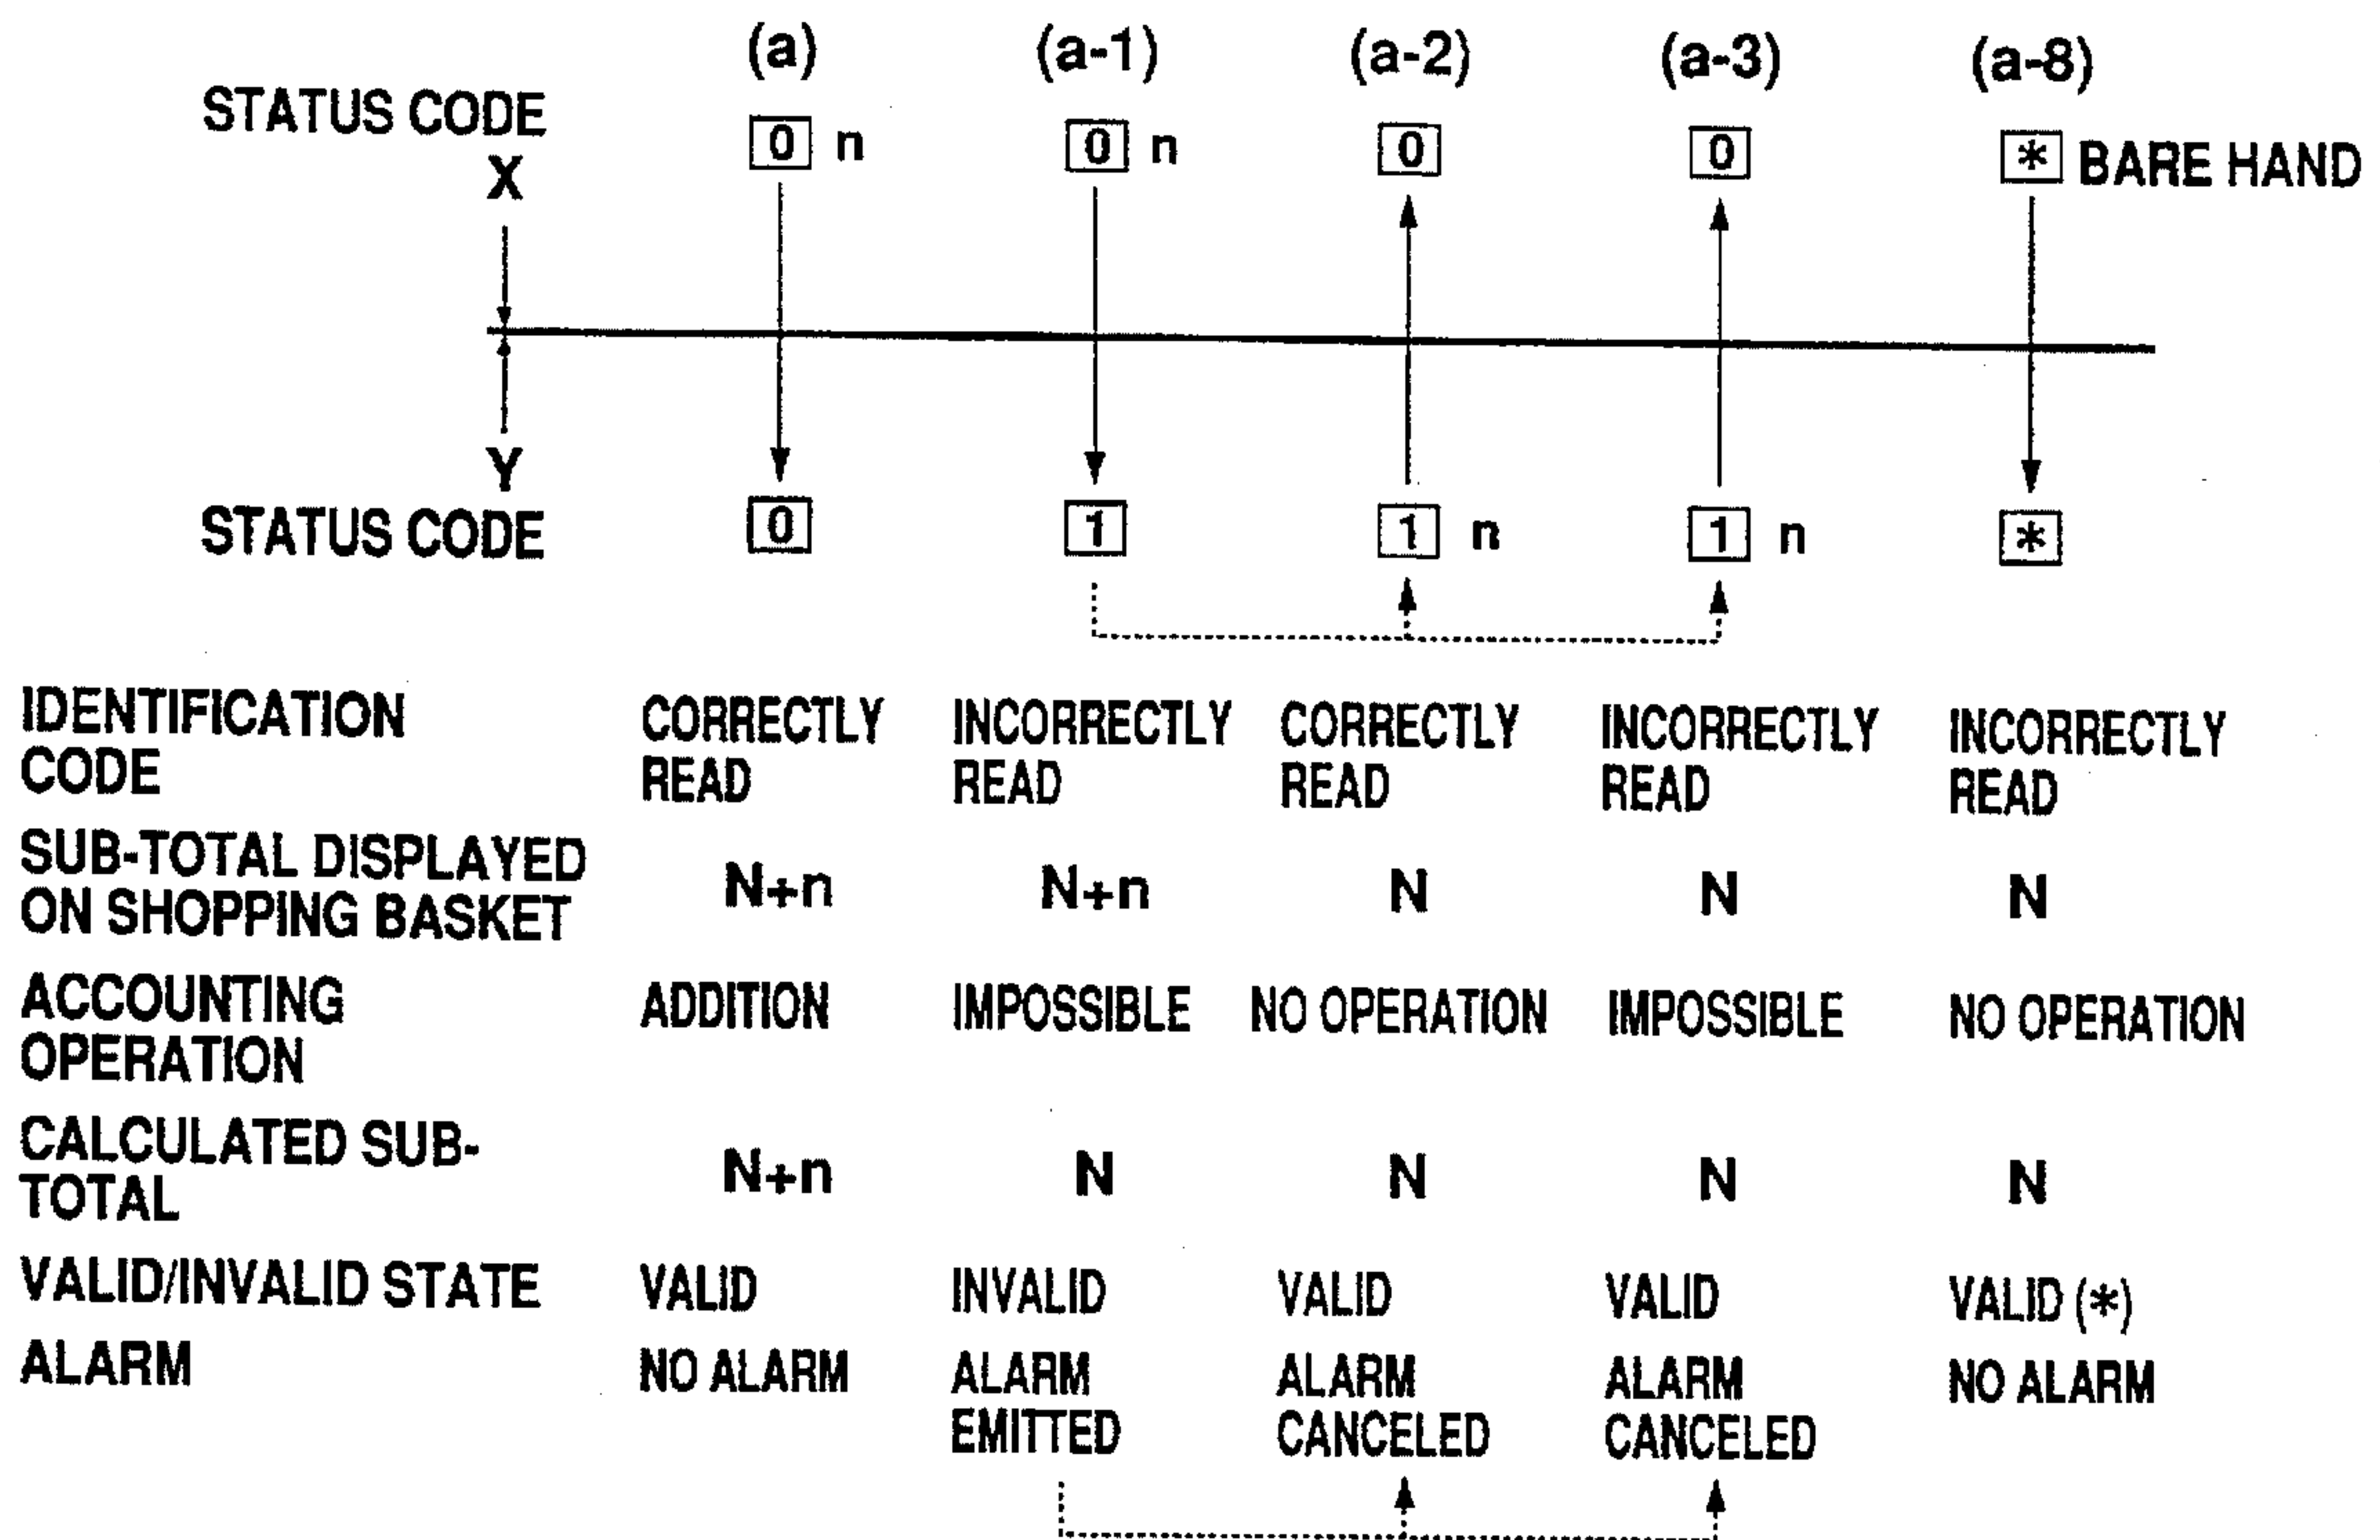 (a) (a-1) (a-2) (a-3) (a-8)
STATUS CODE
X
0 n 0 n 0 0 * BARE HAND
Y
STATUS CODE
0 1 1 n 1 n *
IDENTIFICATION CODE
CORRECTLY READ
INCORRECTLY READ
CORRECTLY READ
INCORRECTLY READ
INCORRECTLY READ
SUB-TOTAL DISPLAYED
ON SHOPPING BASKET
N+n N+n N N N
ACCOUNTING
OPERATION
ADDITION IMPOSSIBLE NO OPERATION IMPOSSIBLE NO OPERATION
CALCULATED SUB-
TOTAL
N+n N N N N
VALID/INVALID STATE VALID INVALID VALID VALID VALID (*)
ALARM
NO ALARM
ALARM EMITTED
ALARM CANCELED
ALARM CANCELED
NO ALARM